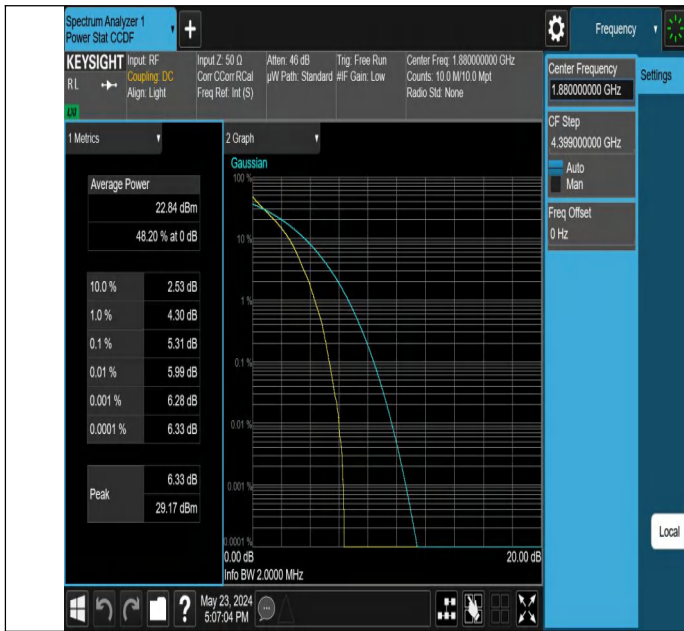 Spectrum Analyzer 1
Power Stat CCDF
+
Frequency
KEYSIGHT
RL
LXI
Input: RF
Coupling: DC
Align: Light
Input Z: 50 Ω
Corr CCorr RCal
Freq Ref: Int (S)
Atten: 46 dB
µW Path: Standard
Trig: Free Run
#IF Gain: Low
Center Freq: 1.880000000 GHz
Counts: 10.0 M/10.0 Mpt
Radio Std: None
Center Frequency
1.880000000 GHz
Settings
CF Step
4.399000000 GHz
Auto
Man
Freq Offset
0 Hz
1 Metrics
Average Power
22.84 dBm
48.20 % at 0 dB
10.0 % 2.53 dB
1.0 % 4.30 dB
0.1 % 5.31 dB
0.01 % 5.99 dB
0.001 % 6.28 dB
0.0001 % 6.33 dB
Peak
6.33 dB
29.17 dBm
2 Graph
Gaussian
100 %
10 %
1 %
0.1 %
0.01 %
0.001 %
0.0001 %
0.00 dB 20.00 dB
Info BW 2.0000 MHz
Local
?
May 23, 2024
5:07:04 PM